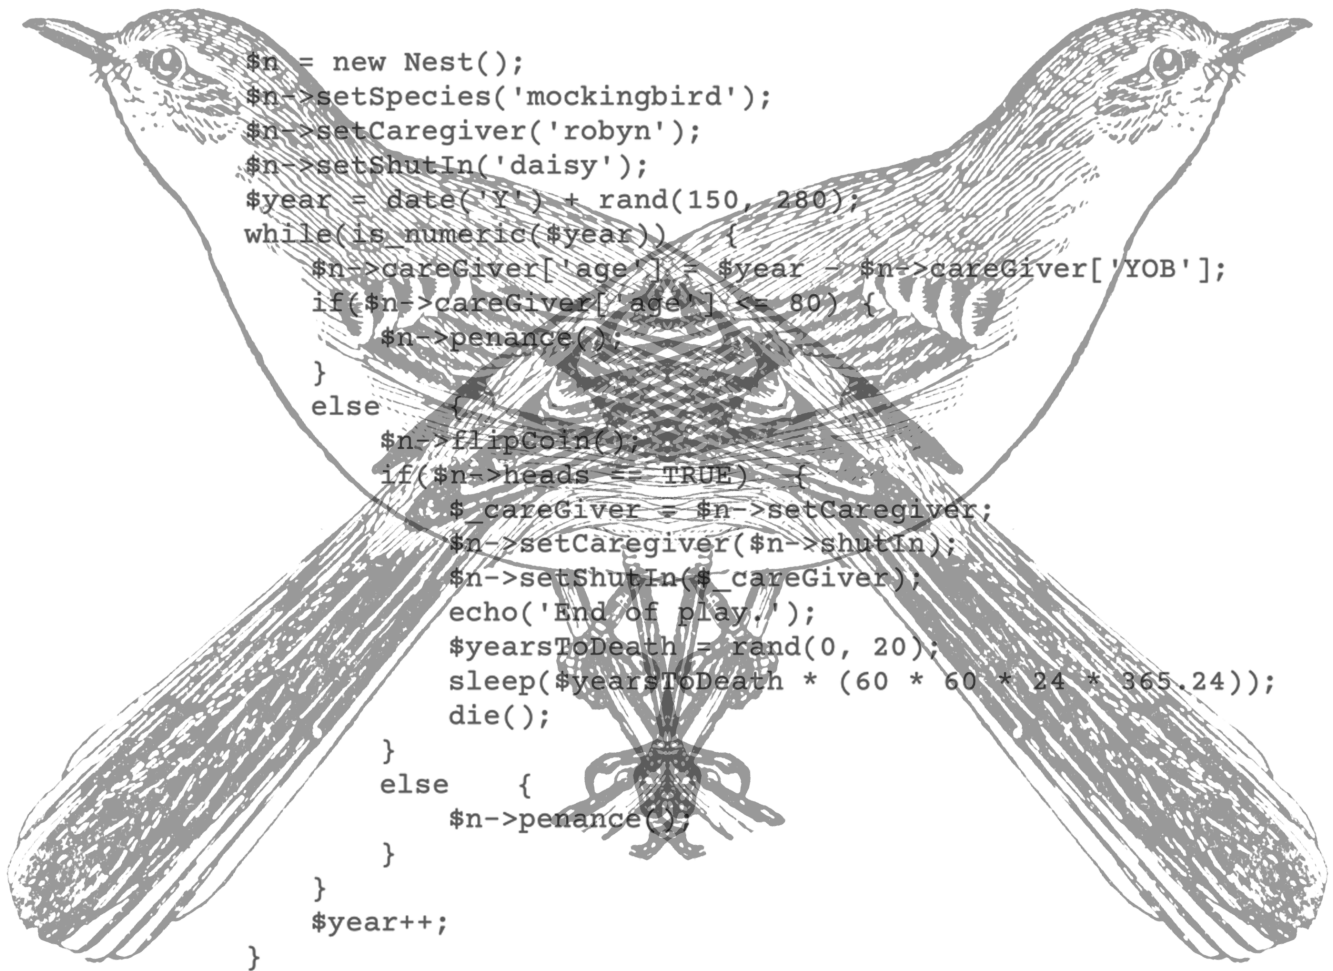 $n = new Nest();
$n->setSpecies('mockingbird');
$n->setCaregiver('robyn');
$n->setShutIn('daisy');
$year = date('Y') + rand(150, 280);
while(is_numeric($year))   {
    $n->careGiver['age'] = $year - $n->careGiver['YOB'];
    if($n->careGiver['age'] <= 80) {
        $n->penance();
    }
    else    {
        $n->flipCoin();
        if($n->heads == TRUE)   {
            $_careGiver = $n->setCaregiver;
            $n->setCaregiver($n->shutIn);
            $n->setShutIn($_careGiver);
            echo('End of play.');
            $yearsToDeath = rand(0, 20);
            sleep($yearsToDeath * (60 * 60 * 24 * 365.24));
            die();
        }
        else    {
            $n->penance();
        }
    }
    $year++;
}